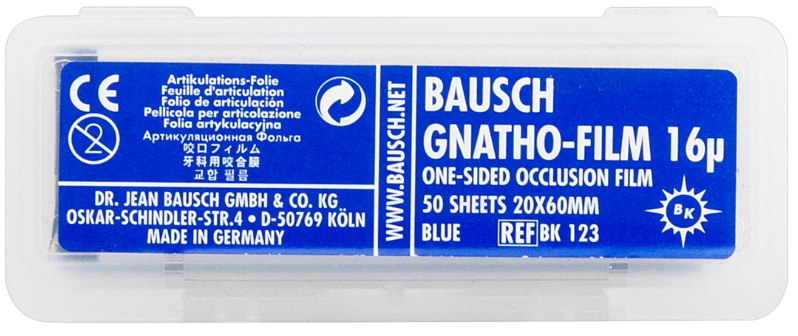 CE
2
Artikulations-Folie
Feuille d'articulation
Folio de articulación
Pellicola per articolazione
Folia artykulacyjna
Артикуляционная Фольга
咬口フィルム
牙科用咬合膜
교합 필름
DR. JEAN BAUSCH GMBH & CO. KG
OSKAR-SCHINDLER-STR.4 • D-50769 KÖLN
MADE IN GERMANY
WWW.BAUSCH.NET
BAUSCH
GNATHO-FILM 16µ
ONE-SIDED OCCLUSION FILM
50 SHEETS 20X60MM
BLUE REF BK 123
BK